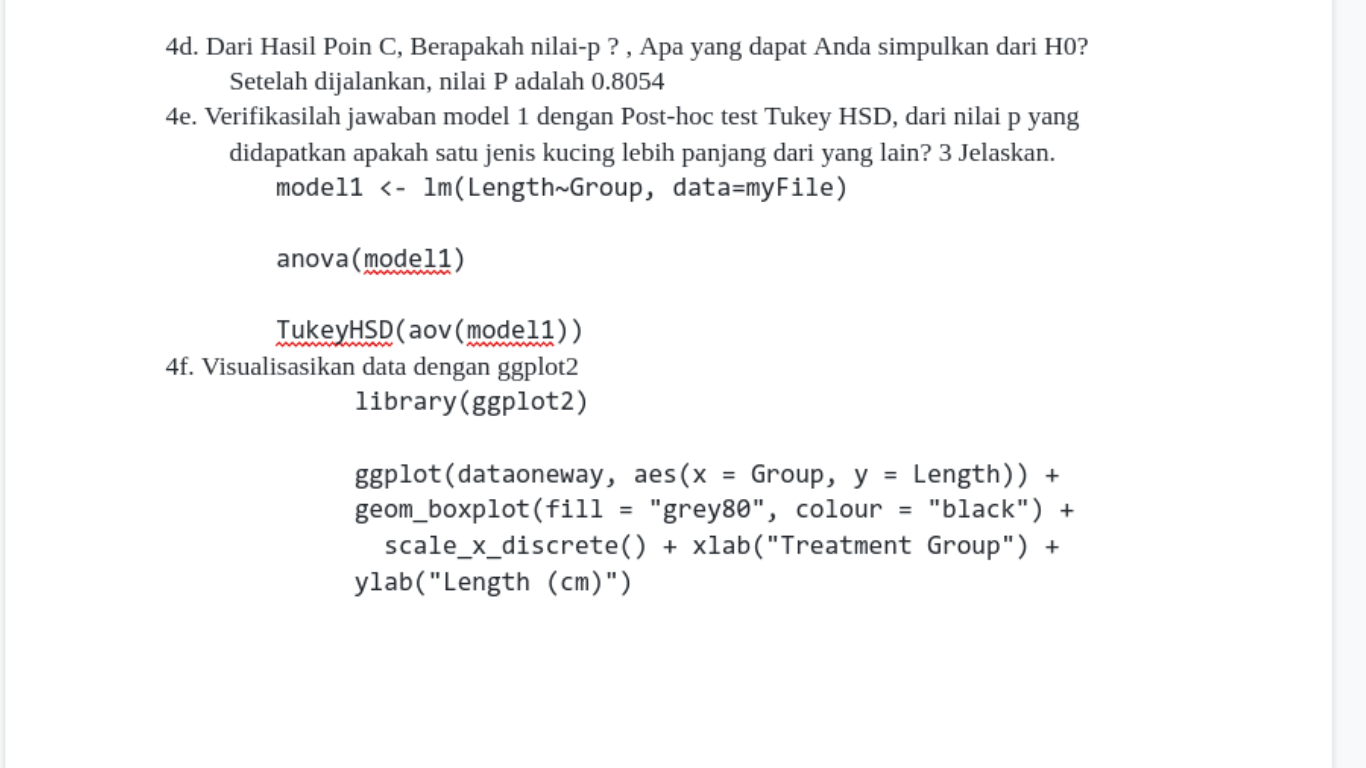 4d. Dari Hasil Poin C, Berapakah nilai-p ? , Apa yang dapat Anda simpulkan dari H0?
Setelah dijalankan, nilai P adalah 0.8054
4e. Verifikasilah jawaban model 1 dengan Post-hoc test Tukey HSD, dari nilai p yang
didapatkan apakah satu jenis kucing lebih panjang dari yang lain? 3 Jelaskan.
model1 <- lm(Length~Group, data=myFile)
anova(model1)
TukeyHSD(aov(model1))
4f. Visualisasikan data dengan ggplot2
library(ggplot2)
ggplot(dataoneway, aes(x = Group, y = Length)) +
geom_boxplot(fill = "grey80", colour = "black") +
scale_x_discrete() + xlab("Treatment Group") +
ylab("Length (cm)")